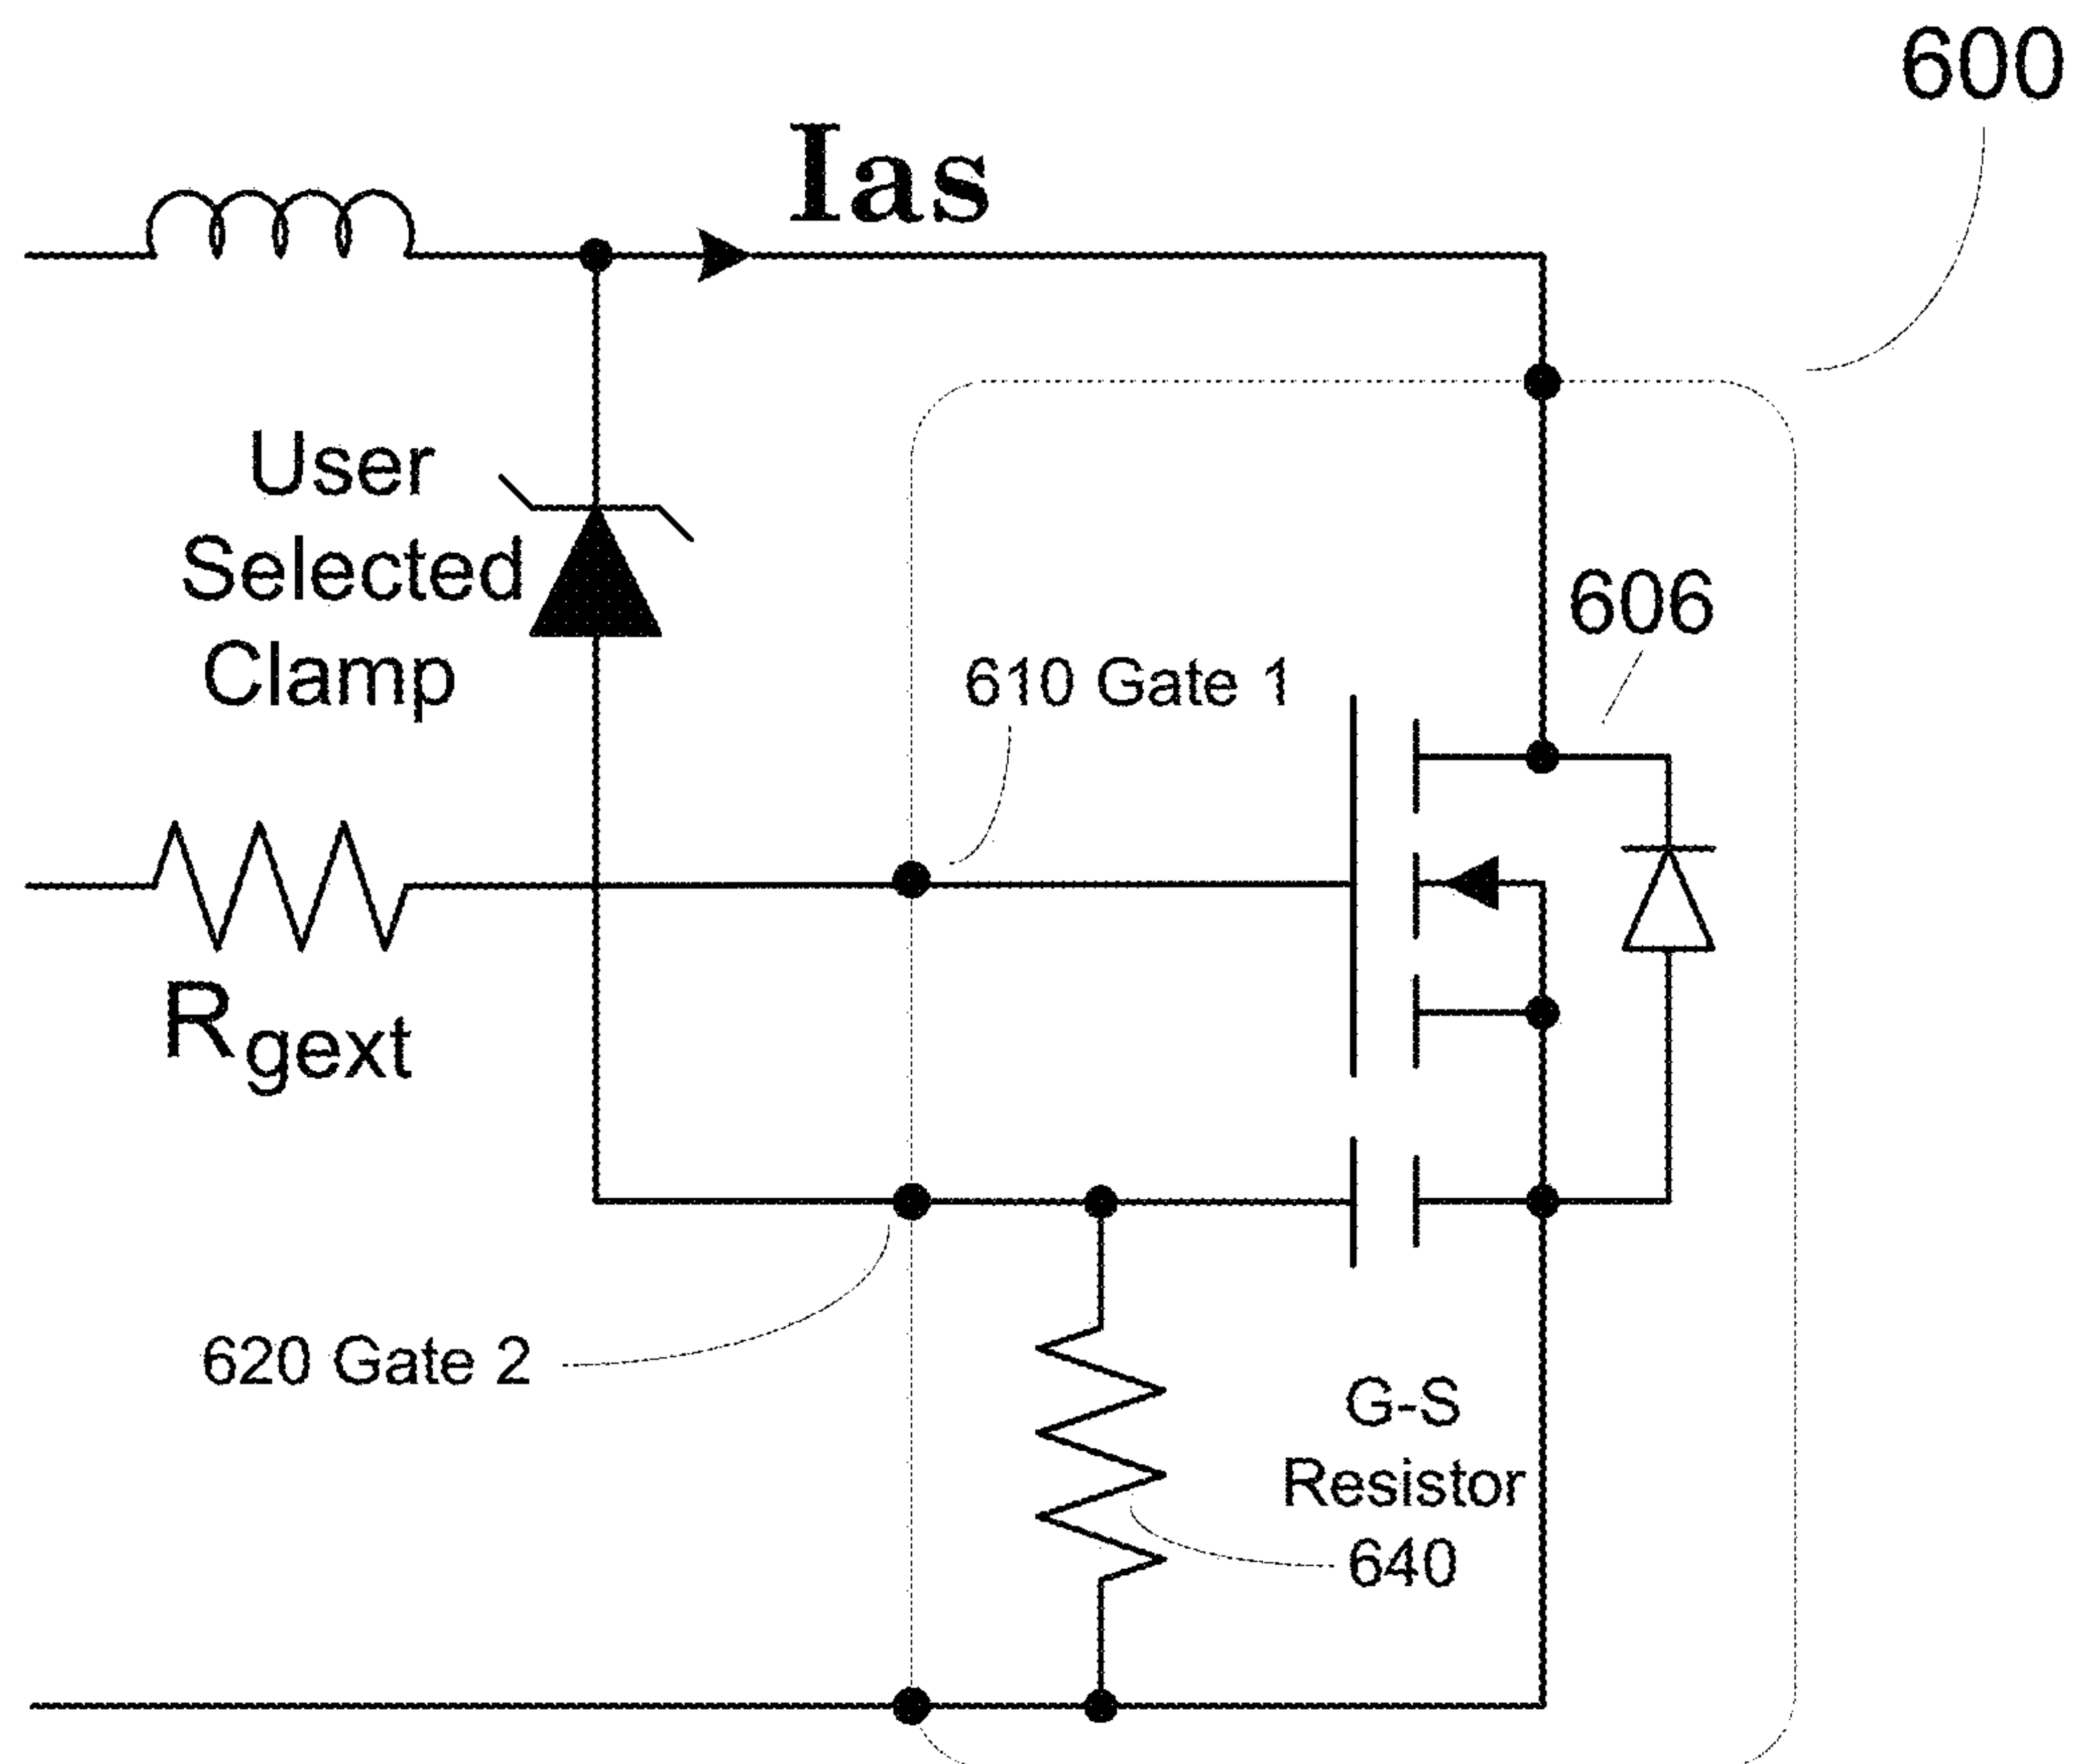 600
Ias
User
Selected
Clamp
606
610 Gate 1
Rgext
620 Gate 2
G-S
Resistor
640